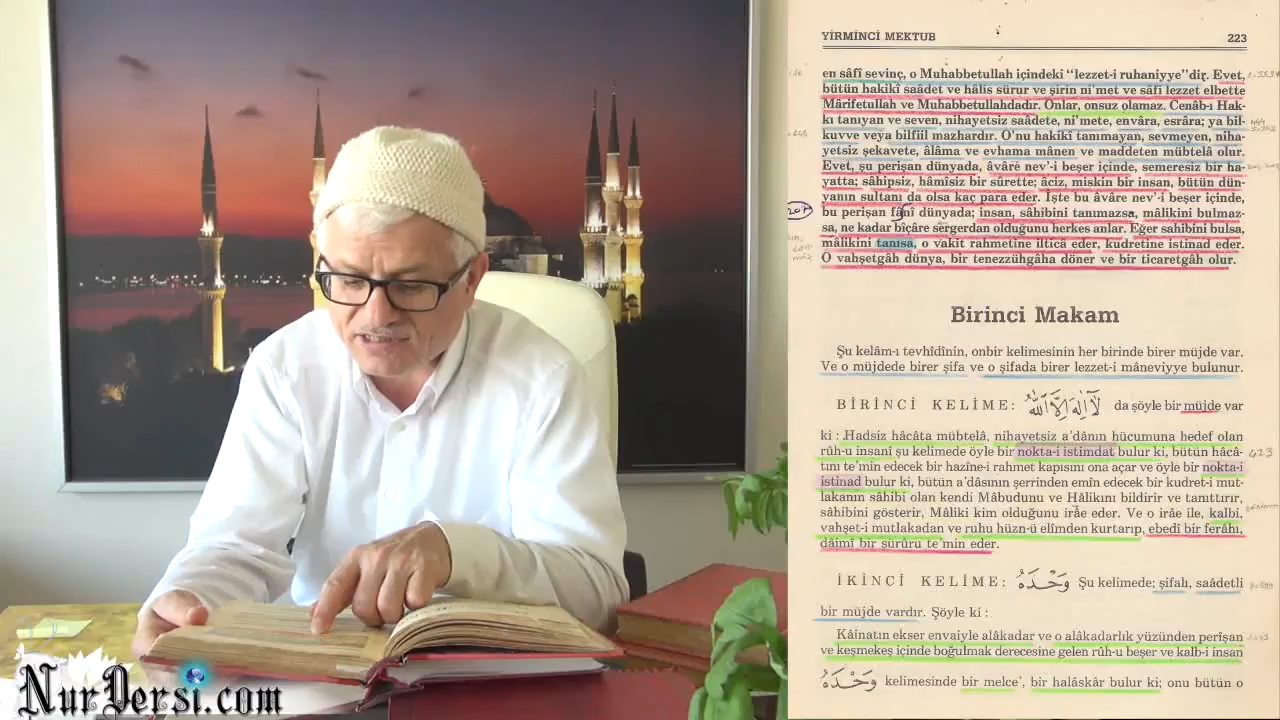 YİRMİNCİ MEKTUB 223
en sâfî sevinç, o Muhabbetullah içindeki "lezzet-i ruhaniyye"dir. Evet,
bütün hakikî saâdet ve hâlis sürur ve şirin ni'met ve sâfi lezzet elbette
Mârifetullah ve Muhabbetullahdadır. Onlar, onsuz olamaz. Cenâb-ı Hak-
kı tanıyan ve seven, nihayetsiz saâdete, ni'mete, envâra, esrâra; ya bil-
kuvve veya bilfiil mazhardır. O'nu hakikî tanımayan, sevmeyen, niha-
yetsiz şekavete, âlâma ve evhama mânen ve maddeten mübtelâ olur.
Evet, şu perişan dünyada, âvâre nev'-i beşer içinde, semeresiz bir ha-
yatta; sâhipsiz, hâmisiz bir sûrette; âciz, miskin bir insan, bütün dün-
yanın sultanı da olsa kaç para eder. İşte bu âvâre nev'-i beşer içinde,
bu perişan fânî dünyada; insan, sâhibini tanımazsa, mâlikini bulmaz-
sa, ne kadar bîçâre sergerdan olduğunu herkes anlar. Eğer sahibini bulsa,
mâlikini tanısa, o vakit rahmetine ilticâ eder, kudretine istinad eder.
O vahşetgâh dünya, bir tenezzühgâha döner ve bir ticaretgâh olur.
Birinci Makam
Şu kelâm-ı tevhîdînin, onbir kelimesinin her birinde birer müjde var.
Ve o müjdede birer şifa ve o şifada birer lezzet-i mâneviyye bulunur.
BİRİNCİ KELİME: لَٓا اِلٰهَ اِلَّا اللّٰهُ da şöyle bir müjde var
ki: Hadsiz hâcâta mübtelâ, nihayetsiz a'dânın hücumuna hedef olan
rûh-u insanî şu kelimede öyle bir nokta-i istimdat bulur ki, bütün hâcâ-
tını te'min edecek bir hazîne-i rahmet kapısını ona açar ve öyle bir nokta-i
istinad bulur ki, bütün a'dâsının şerrinden emîn edecek bir kudret-i mut-
lakanın sâhibi olan kendi Mâbudunu ve Hâlikını bildirir ve tanıttırır,
sâhibini gösterir, Mâliki kim olduğunu irâe eder. Ve o irâe ile, kalbi,
vahşet-i mutlakadan ve ruhu hüzn-ü elîmden kurtarıp, ebedî bir ferâhı,
dâimî bir sürûru te'min eder.
İKİNCİ KELİME: وَحْدَهُ Şu kelimede; şifalı, saâdetli
bir müjde vardır. Şöyle ki:
Kâinatın ekser envaiyle alâkadar ve o alâkadarlık yüzünden perişan
ve keşmekeş içinde boğulmak derecesine gelen rûh-u beşer ve kalb-i insan
وَحْدَهُ kelimesinde bir melce', bir halâskâr bulur ki; onu bütün o
NurDersi.com